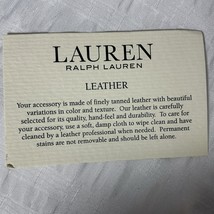 LAUREN
RALPH LAUREN
LEATHER
Your accessory is made of finely tanned leather with beautiful
variations in color and texture. Our leather is carefully
selected for its quality, hand-feel and durability. To care for
your accessory, use a soft, damp cloth to wipe clean and have
cleaned by a leather professional when needed. Permanent
stains are not removable and should be left alone.